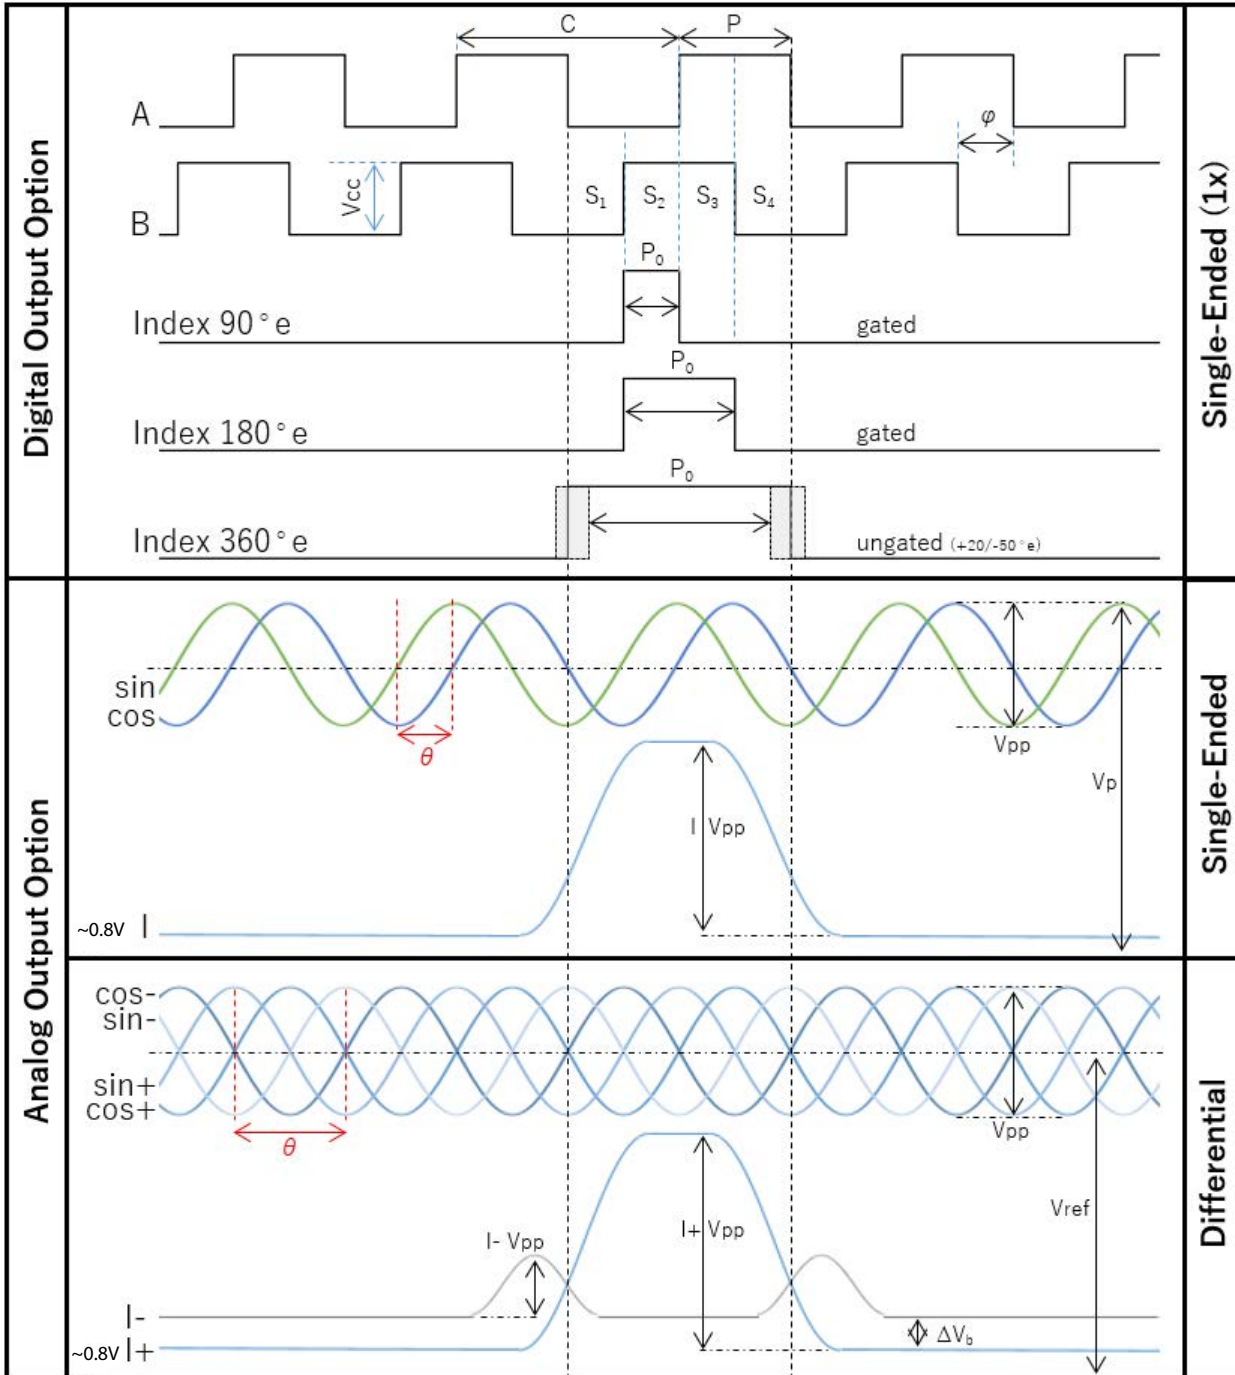 Digital Output Option
C
P
A
φ
Vcc
B
S₁
S₂
S₃
S₄
P₀
Index 90°e
gated
P₀
Index 180°e
gated
P₀
Index 360°e
ungated (+20/-50°e)
Single-Ended (1x)
Analog Output Option
sin
cos
θ
Vpp
Vp
I Vpp
~0.8V I
Single-Ended
cos-
sin-
sin+
cos+
θ
Vpp
Vref
I- Vpp
I+ Vpp
I-
ΔVb
~0.8V I+
Differential